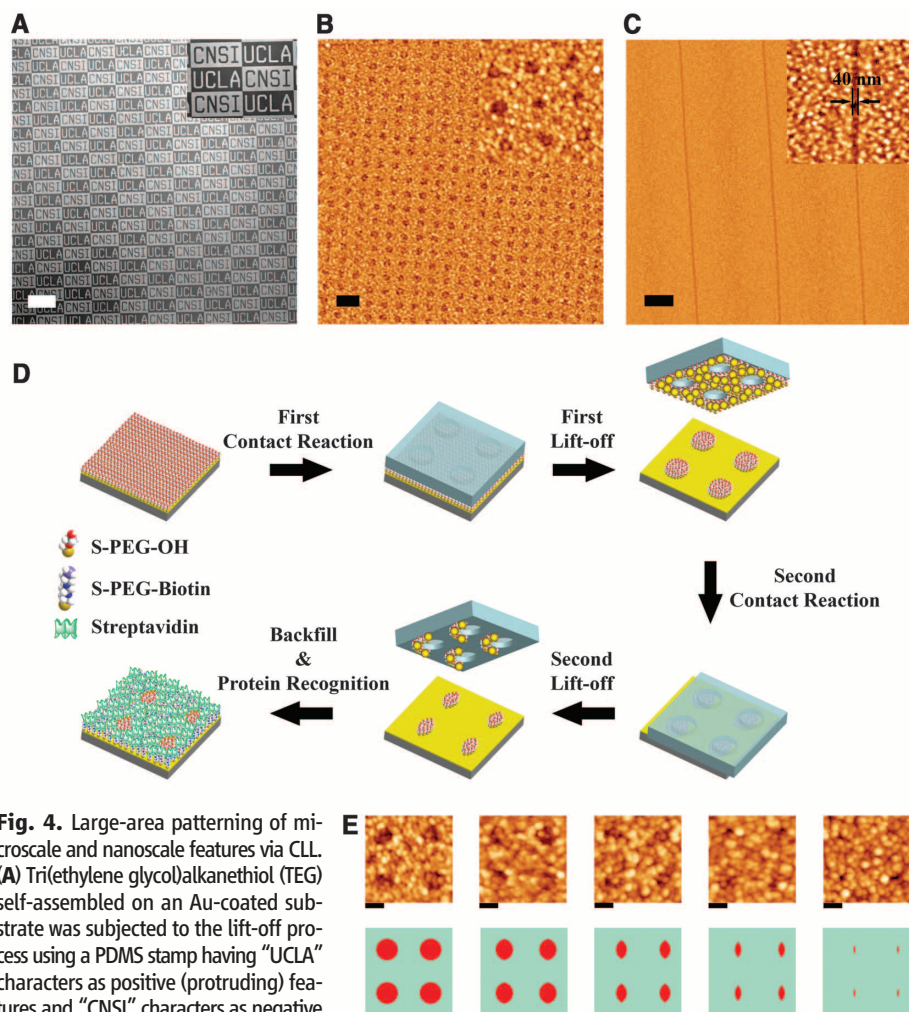 A
B
C
CNSI UCLA
UCLA CNSI
CNSI UCLA
40 nm
D
First
Contact Reaction
First
Lift-off
S-PEG-OH
S-PEG-Biotin
Streptavidin
Second
Contact Reaction
Second
Lift-off
Backfill
&
Protein Recognition
Fig. 4. Large-area patterning of mi-
croscale and nanoscale features via CLL.
(A) Tri(ethylene glycol)alkanethiol (TEG)
self-assembled on an Au-coated sub-
strate was subjected to the lift-off pro-
cess using a PDMS stamp having “UCLA”
characters as positive (protruding) fea-
tures and “CNSI” characters as negative
E